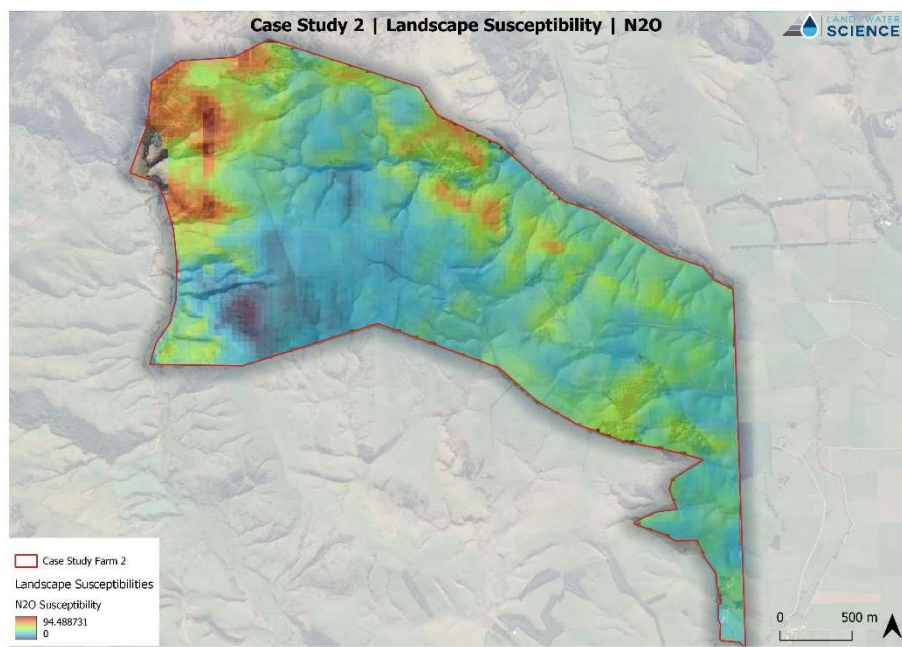 Case Study 2 | Landscape Susceptibility | N2O
LAND WATER
SCIENCE
Case Study Farm 2
Landscape Susceptibilities
N2O Susceptibility
94.488731
0
0 500 m